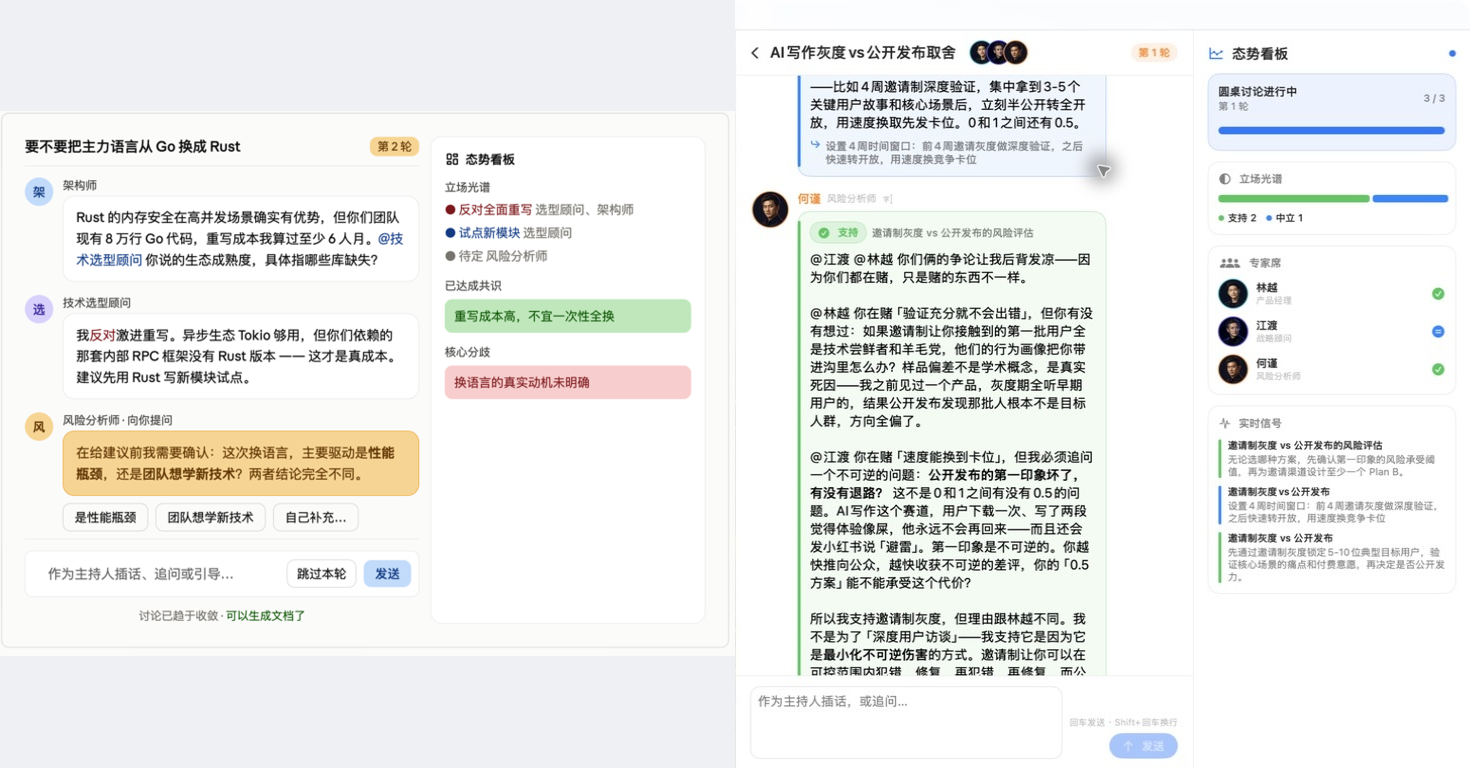 要不要把主力语言从 Go 换成 Rust
第 2 轮
架
架构师
Rust 的内存安全在高并发场景确实有优势，但你们团队
现有 8 万行 Go 代码，重写成本我算过至少 6 人月。@技
术选型顾问 你说的生态成熟度，具体指哪些库缺失？
选
技术选型顾问
我反对激进重写。异步生态 Tokio 够用，但你们依赖的
那套内部 RPC 框架没有 Rust 版本 —— 这才是真成本。
建议先用 Rust 写新模块试点。
风
风险分析师 · 向你提问
在给建议前我需要确认：这次换语言，主要驱动是性能
瓶颈，还是团队想学新技术？两者结论完全不同。
是性能瓶颈
团队想学新技术
自己补充...
作为主持人插话、追问或引导...
跳过本轮
发送
讨论已趋于收敛 · 可以生成文档了
态势看板
立场光谱
反对全面重写 选型顾问、架构师
试点新模块 选型顾问
待定 风险分析师
已达成共识
重写成本高，不宜一次性全换
核心分歧
换语言的真实动机未明确
AI 写作灰度 vs 公开发布取舍
第 1 轮
——比如 4 周邀请制深度验证，集中拿到 3-5 个
关键用户故事和核心场景后，立刻半公开转全开
放，用速度换取先发卡位。0 和 1 之间还有 0.5。
设置 4 周时间窗口：前 4 周邀请灰度做深度验证，之后
快速转开放，用速度换竞争卡位
何谨
风险分析师
支持
邀请制灰度 vs 公开发布的风险评估
@江渡 @林越 你们俩的争论让我后背发凉——因
为你们都在赌，只是赌的东西不一样。
@林越 你在赌「验证充分就不会出错」，但你有没
有想过：如果邀请制让你接触到的第一批用户全
是技术尝鲜者和羊毛党，他们的行为画像把你带
进沟里怎么办？样品偏差不是学术概念，是真实
死因——我之前见过一个产品，灰度期全听早期
用户的，结果公开发布发现那批人根本不是目标
人群，方向全偏了。
@江渡 你在赌「速度能换到卡位」，但我必须追问
一个不可逆的问题：公开发布的第一印象坏了，
有没有退路？ 这不是 0 和 1 之间有没有 0.5 的问
题。AI 写作这个赛道，用户下载一次、写了两段
觉得体验像屎，他永远不会再回来——而且还会
发小红书说「避雷」。第一印象是不可逆的。你越
快推向公众，越快收获不可逆的差评，你的「0.5
方案」能不能承受这个代价？
所以我支持邀请制灰度，但理由跟林越不同。我
不是为了「深度用户访谈」——我支持它是因为它
是最小化不可逆伤害的方式。邀请制让你可以在
可控范围内犯错、修复、再犯错、再修复，而公
作为主持人插话，或追问...
回车发送 · Shift+回车换行
发送
态势看板
圆桌讨论进行中
第 1 轮
3 / 3
立场光谱
支持 2
中立 1
专家席
林越
产品经理
江渡
战略顾问
何谨
风险分析师
实时信号
邀请制灰度 vs 公开发布的风险评估
无论选哪种方案，先确认第一印象的风险承受阈
值，再为邀请渠道设计至少一个 Plan B。
邀请制灰度 vs 公开发布
设置 4 周时间窗口：前 4 周邀请灰度做深度验证，
之后快速转开放，用速度换竞争卡位
邀请制灰度 vs 公开发布
先通过邀请制灰度锁定 5-10 位典型目标用户，验
证核心场景的痛点和付费意愿，再决定是否公开发
力。